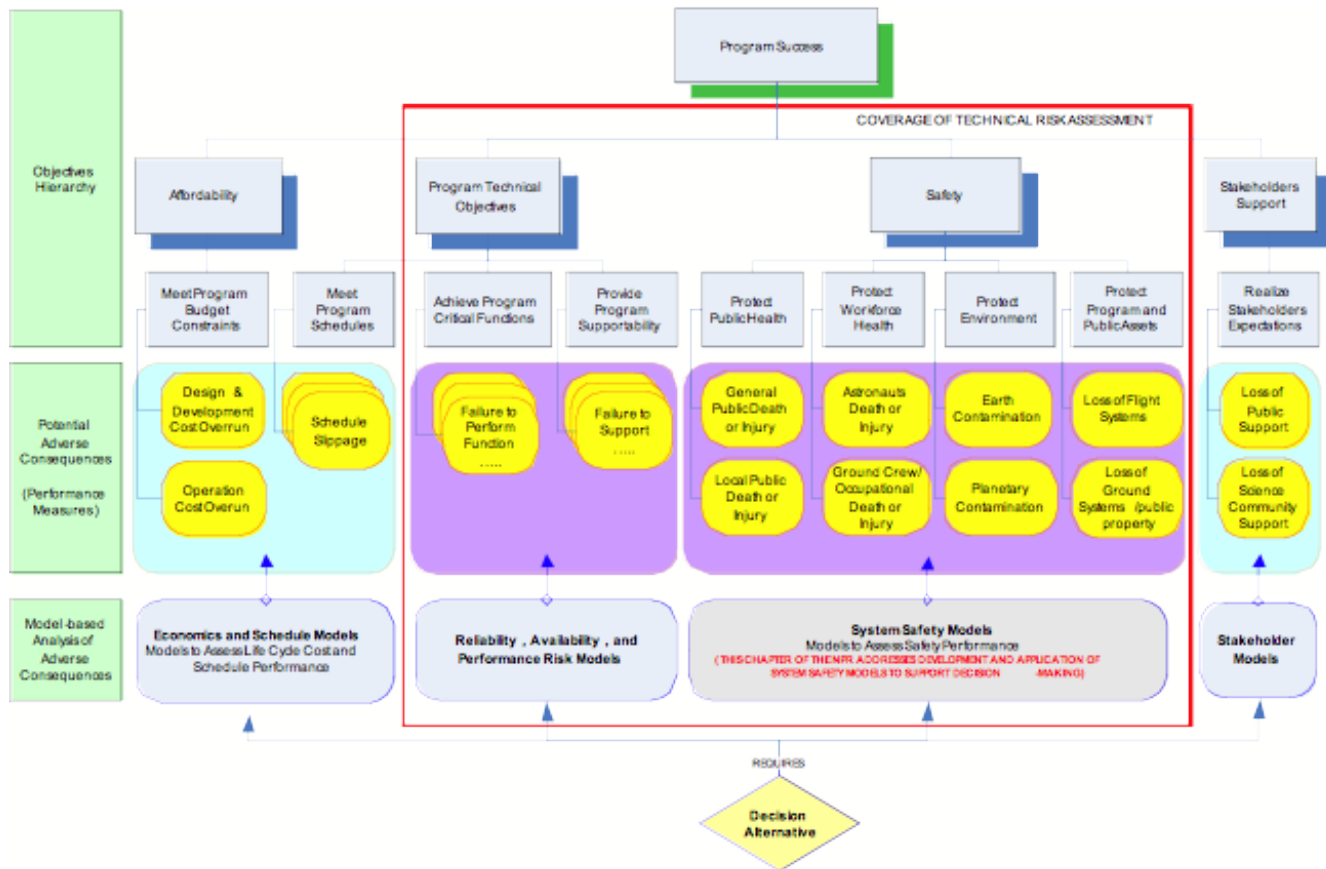 Program Success
COVERAGE OF TECHNICAL RISK ASSESSMENT
Objectives
Hierarchy
Affordability
Program Technical
Objectives
Safety
Stakeholders
Support
Meet Program
Budget
Constraints
Meet
Program
Schedules
Achieve Program
Critical Functions
Provide
Program
Supportability
Protect
Public Health
Protect
Workforce
Health
Protect
Environment
Protect
Program and
Public Assets
Realize
Stakeholders
Expectations
Potential
Adverse
Consequences
(Performance
Measures)
Design &
Development
Cost Overrun
Operation
Cost Overun
Schedule
Slippage
Failure to
Perform
Function
.....
Failure to
Support
.....
General
Public Death
or Injury
Local Public
Death or
Injury
Astronauts
Death or
Injury
Ground Crew/
Occupational
Death or
Injury
Earth
Contamination
Planetary
Contamination
Loss of Flight
Systems
Loss of
Ground
Systems /public
property
Loss of
Public
Support
Loss of
Science
Community
Support
Model-based
Analysis of
Adverse
Consequences
Economics and Schedule Models
Models to Assess Life Cycle Cost and
Schedule Performance
Reliability , Availability , and
Performance Risk Models
System Safety Models
Models to Assess Safety Performance
( THIS CHAPTER OF THE NPR ADDRESSES DEVELOPMENT AND APPLICATION OF
SYSTEM SAFETY MODELS TO SUPPORT DECISION -MAKING)
Stakeholder
Models
REQUIRES
Decision
Alternative